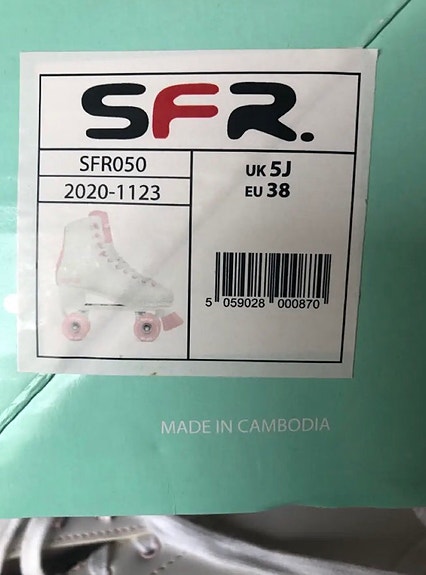 SFR.
SFR050
2020-1123
UK 5J
EU 38
5 059028 000870
MADE IN CAMBODIA